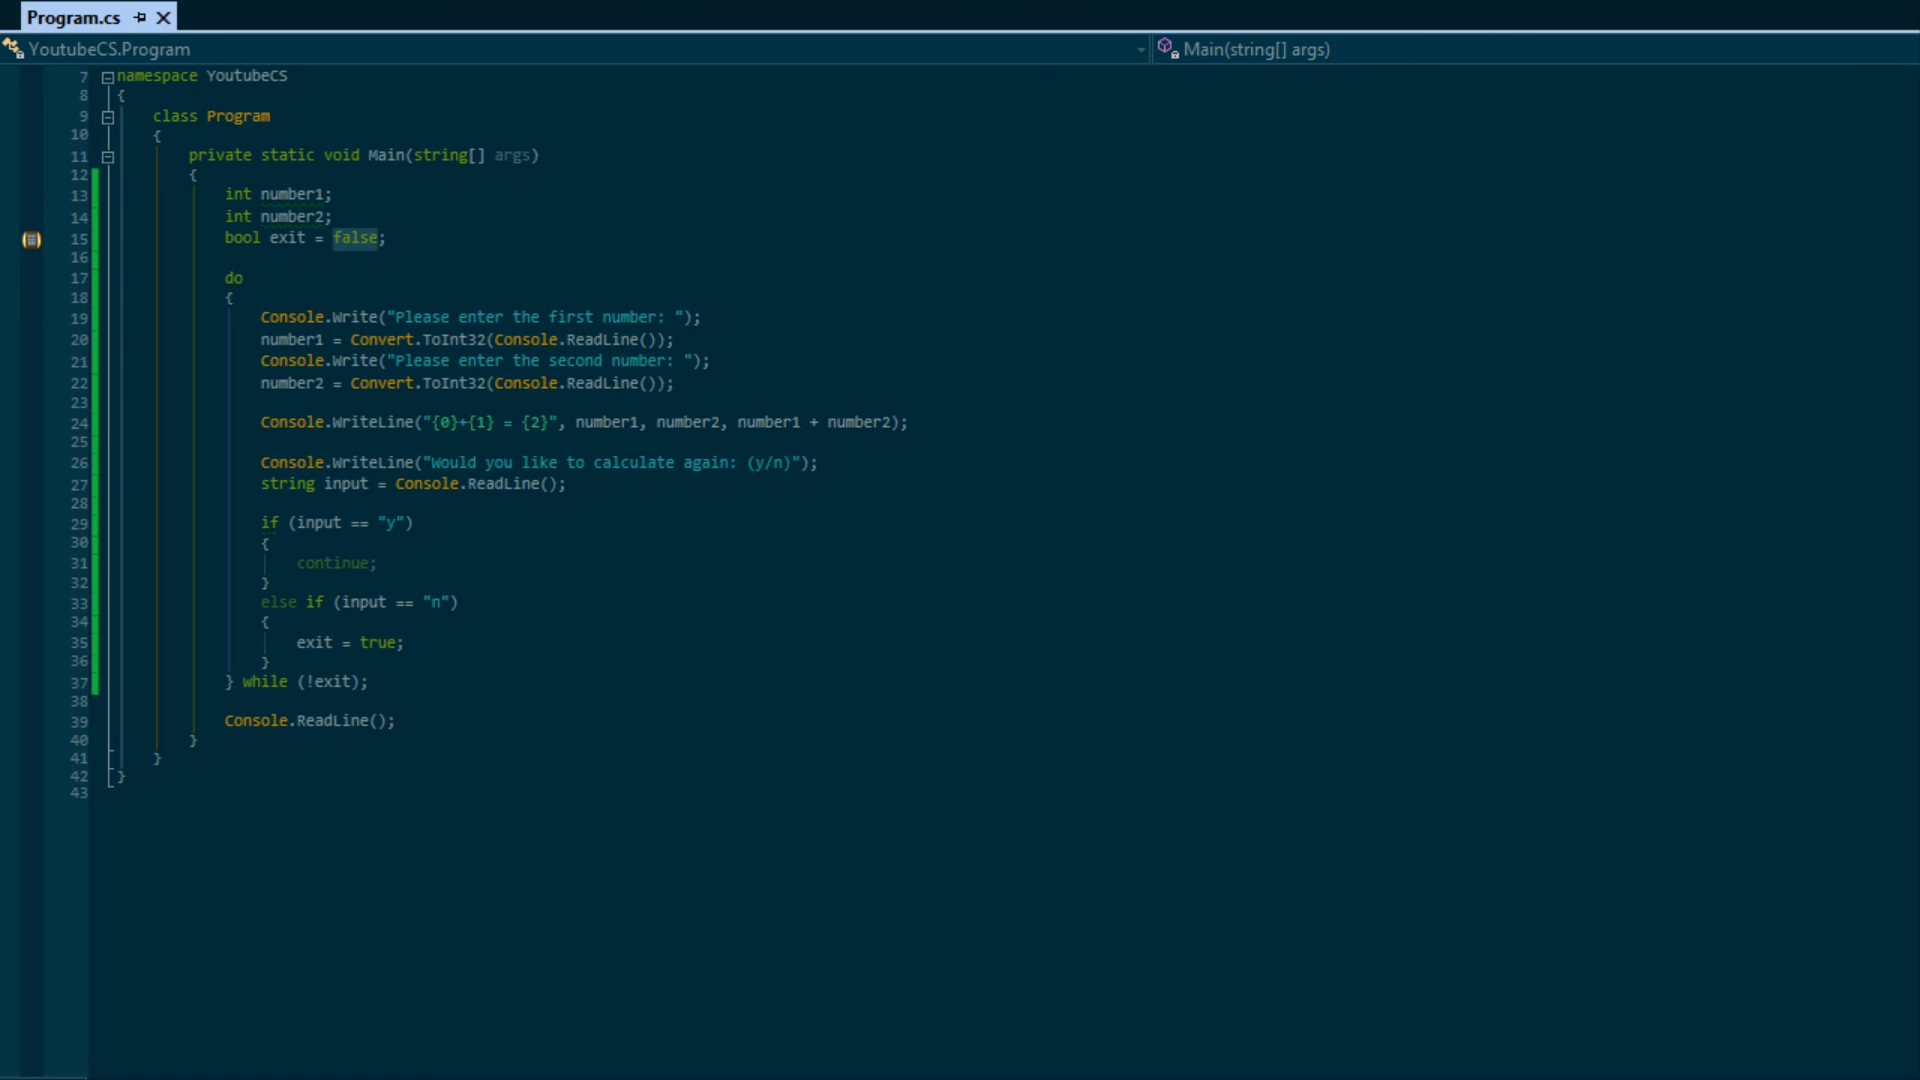 Program.cs
YoutubeCS.Program
Main(string[] args)
7 namespace YoutubeCS
8 {
9     class Program
10     {
11         private static void Main(string[] args)
12         {
13             int number1;
14             int number2;
15             bool exit = false;
16
17             do
18             {
19                 Console.Write("Please enter the first number: ");
20                 number1 = Convert.ToInt32(Console.ReadLine());
21                 Console.Write("Please enter the second number: ");
22                 number2 = Convert.ToInt32(Console.ReadLine());
23
24                 Console.WriteLine("{0}+{1} = {2}", number1, number2, number1 + number2);
25
26                 Console.WriteLine("Would you like to calculate again: (y/n)");
27                 string input = Console.ReadLine();
28
29                 if (input == "y")
30                 {
31                     continue;
32                 }
33                 else if (input == "n")
34                 {
35                     exit = true;
36                 }
37             } while (!exit);
38
39             Console.ReadLine();
40         }
41     }
42 }
43